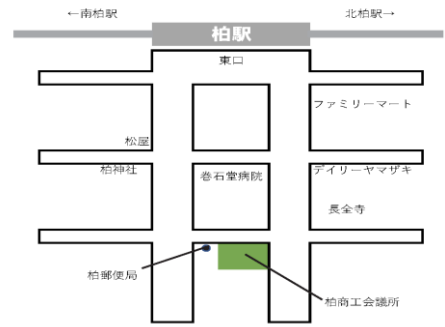 ←南柏駅
北柏駅→
柏駅
東口
ファミリーマート
松屋
柏神社
巻石堂病院
デイリーヤマザキ
長全寺
柏郵便局
柏商工会議所